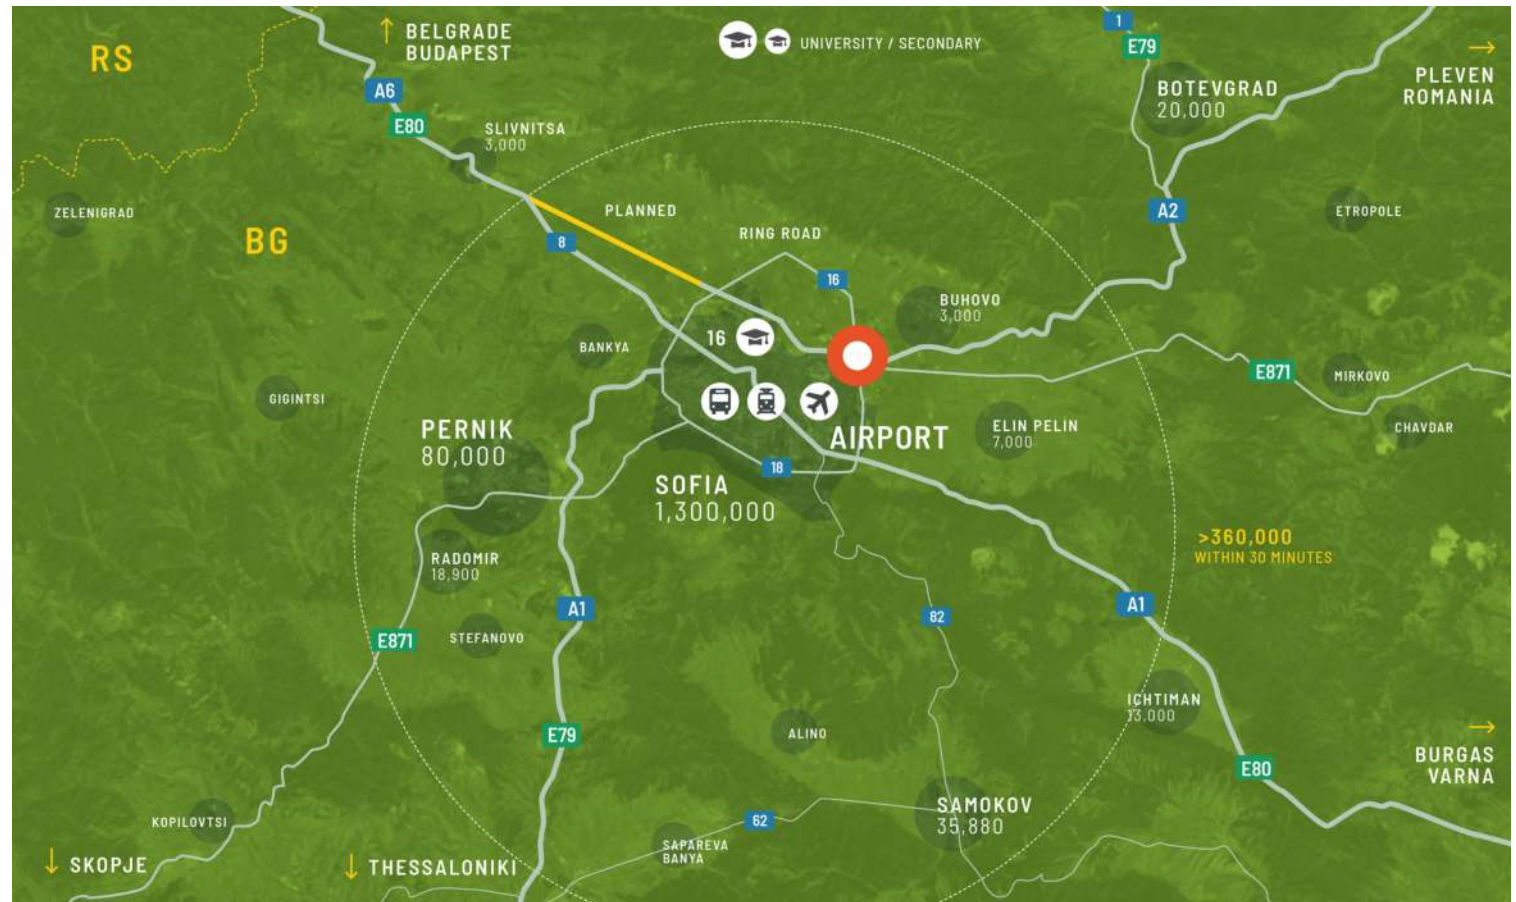 RS
BELGRADE
BUDAPEST
UNIVERSITY / SECONDARY
1
E79
PLEVEN
ROMANIA
A6
BOTEVGRAD
20,000
E80
SLIVNITSA
3,000
ZELENIGRAD
PLANNED
A2
ETROPOLE
BG
8
RING ROAD
16
BUHOVO
3,000
16
BANKYA
E871
MIRKOVO
GIGINTSI
CHAVDAR
PERNIK
80,000
AIRPORT
ELIN PELIN
7,000
18
SOFIA
1,300,000
>360,000
WITHIN 30 MINUTES
RADOMIR
18,900
A1
82
A1
E871
STEFANOVO
ICHTIMAN
13,000
E79
ALINO
BURGAS
VARNA
E80
KOPILOVTSI
62
SAMOKOV
35,880
SAPAREVA
BANYA
SKOPJE
THESSALONIKI